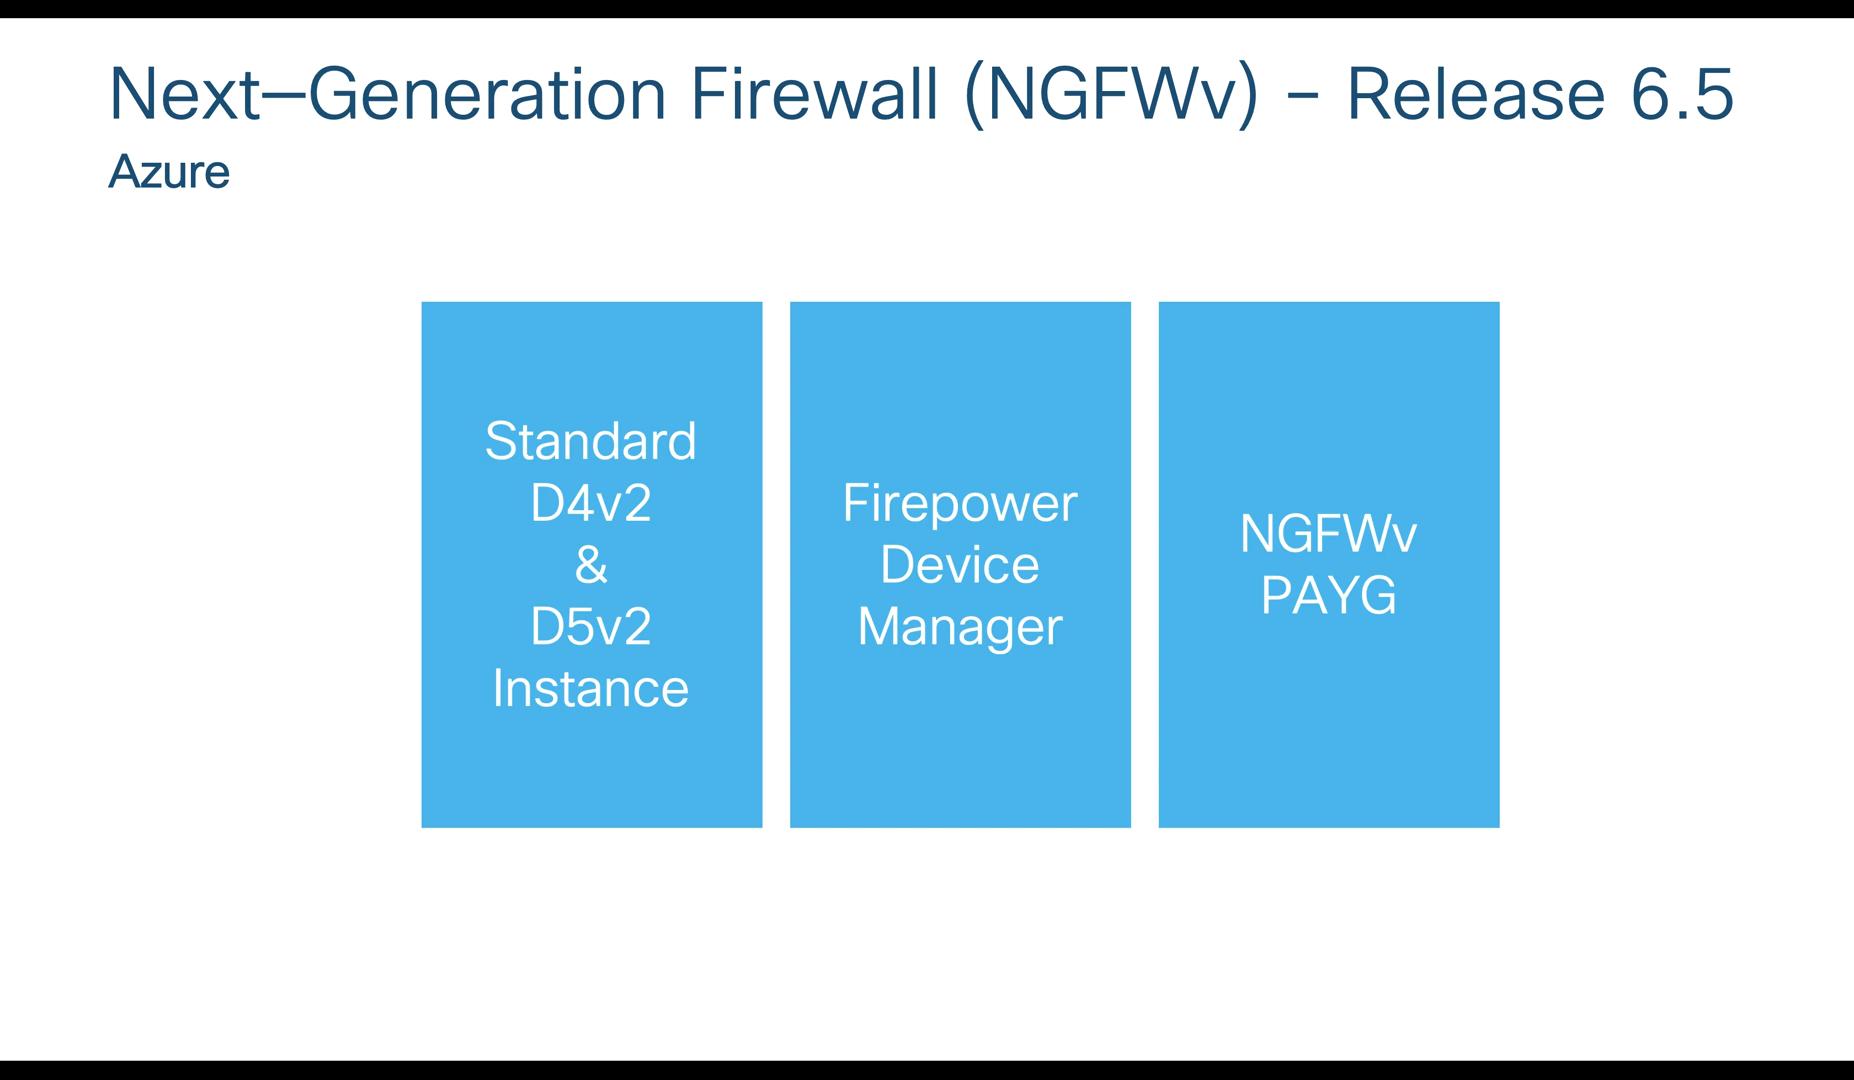 Next—Generation Firewall (NGFWv) – Release 6.5
Azure
Standard
D4v2
&
D5v2
Instance
Firepower
Device
Manager
NGFWv
PAYG